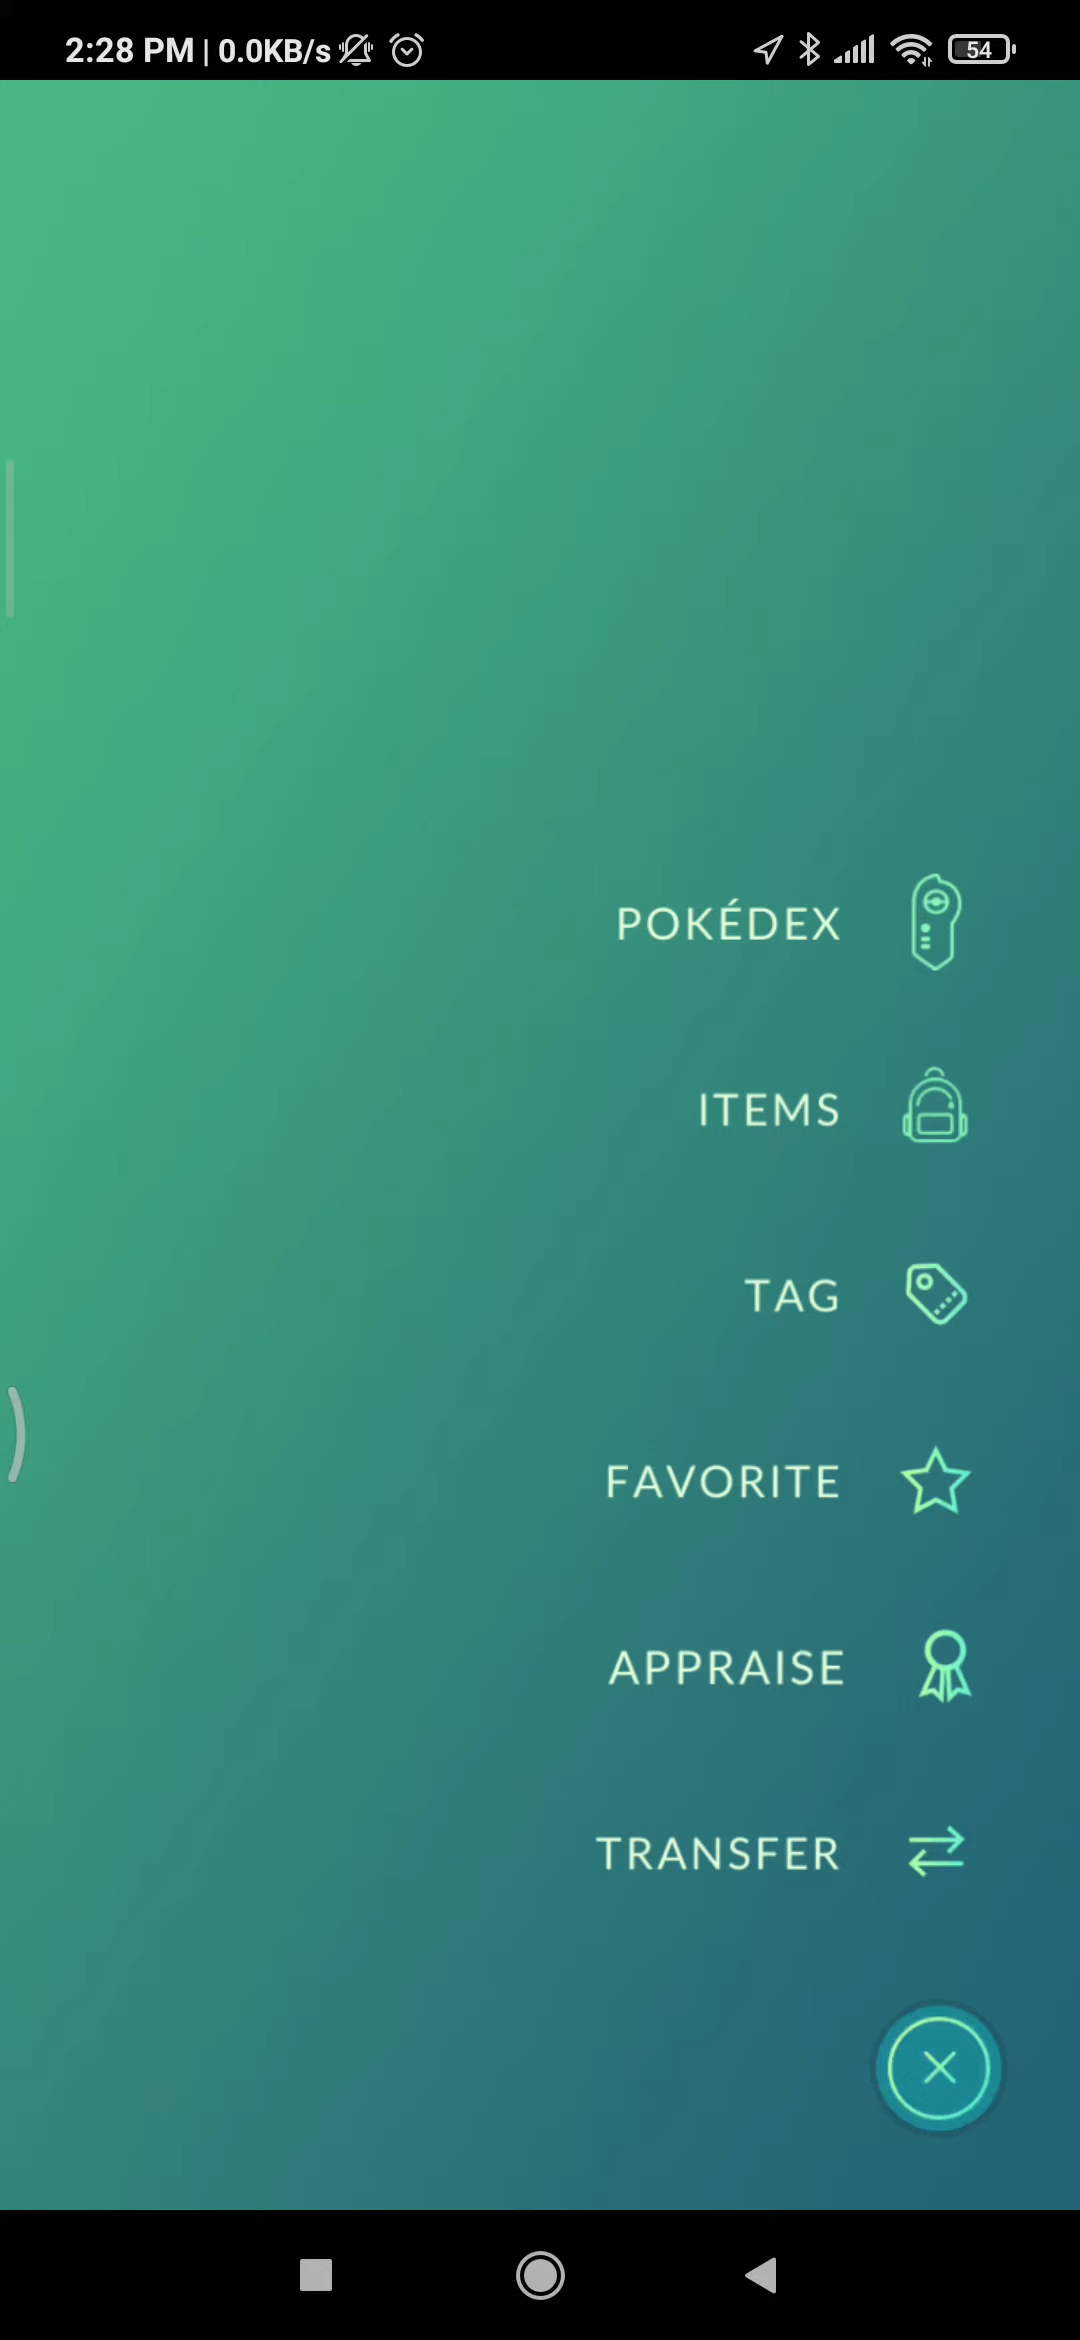 2:28 PM | 0.0KB/s
54
POKÉDEX
ITEMS
TAG
FAVORITE
APPRAISE
TRANSFER